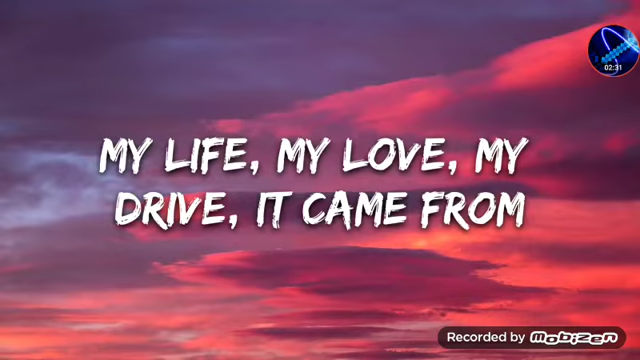 02:31
MY LIFE, MY LOVE, MY
DRIVE, IT CAME FROM
Recorded by Mobizen